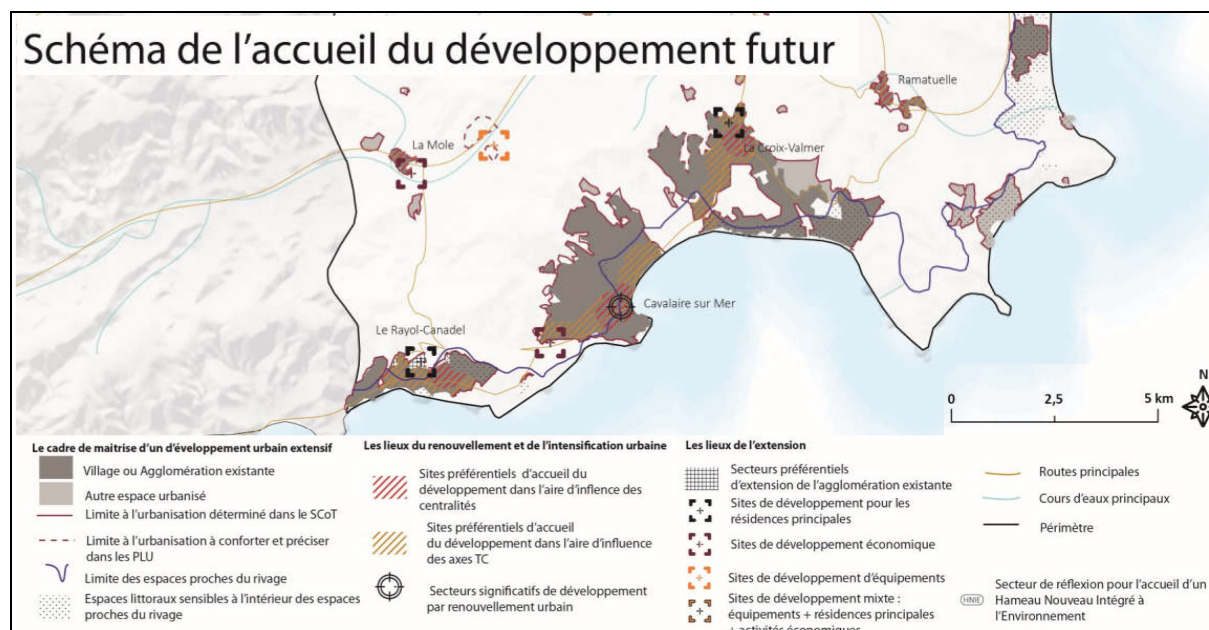 Schéma de l'accueil du développement futur
Ramatuelle
La Mole
La Croix-Valmer
Cavalaire sur Mer
Le Rayol-Canadel
N
0 2,5 5 km
Le cadre de maitrise d'un d'éveloppement urbain extensif
Village ou Agglomération existante
Autre espace urbanisé
Limite à l'urbanisation déterminé dans le SCoT
Limite à l'urbanisation à conforter et préciser
dans les PLU
Limite des espaces proches du rivage
Espaces littoraux sensibles à l'intérieur des espaces
proches du rivage
Les lieux du renouvellement et de l'intensification urbaine
Sites préférentiels d'accueil du
développement dans l'aire d'inflence des
centralités
Sites préférentiels d'accueil
du développement dans l'aire d'influence
des axes TC
Secteurs significatifs de développement
par renouvellement urbain
Les lieux de l'extension
Secteurs préférentiels
d'extension de l'agglomération existante
Sites de développement pour les
résidences principales
Sites de développement économique
Sites de développement d'équipements
Sites de développement mixte :
équipements + résidences principales
+ activités économiques
Routes principales
Cours d'eaux principaux
Périmètre
HNIE
Secteur de réflexion pour l'accueil d'un
Hameau Nouveau Intégré à
l'Environnement